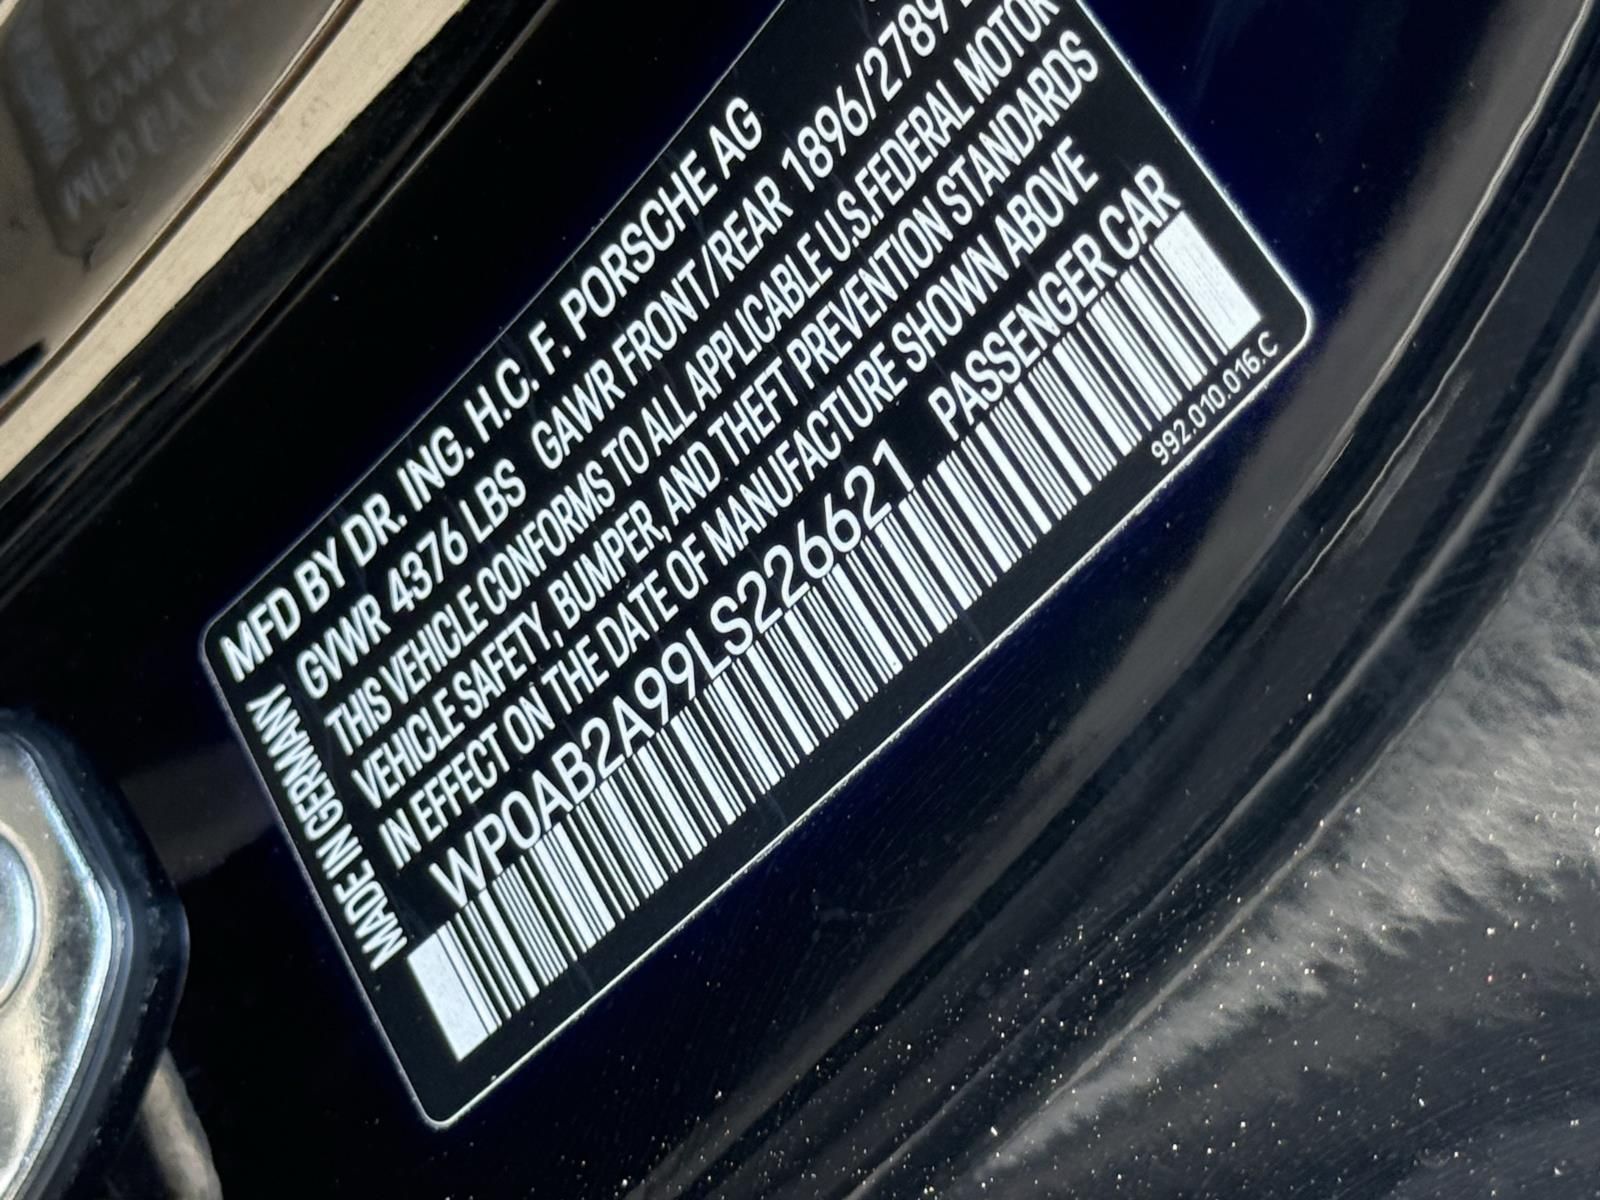 MFD BY DR. ING. H.C. F. PORSCHE AG
GVWR 4376 LBS GAWR FRONT/REAR 1896/2789
THIS VEHICLE CONFORMS TO ALL APPLICABLE U.S.FEDERAL MOTOR
VEHICLE SAFETY, BUMPER, AND THEFT PREVENTION STANDARDS
IN EFFECT ON THE DATE OF MANUFACTURE SHOWN ABOVE
WP0AB2A99LS226621 PASSENGER CAR
MADE IN GERMANY
992.010.016.C